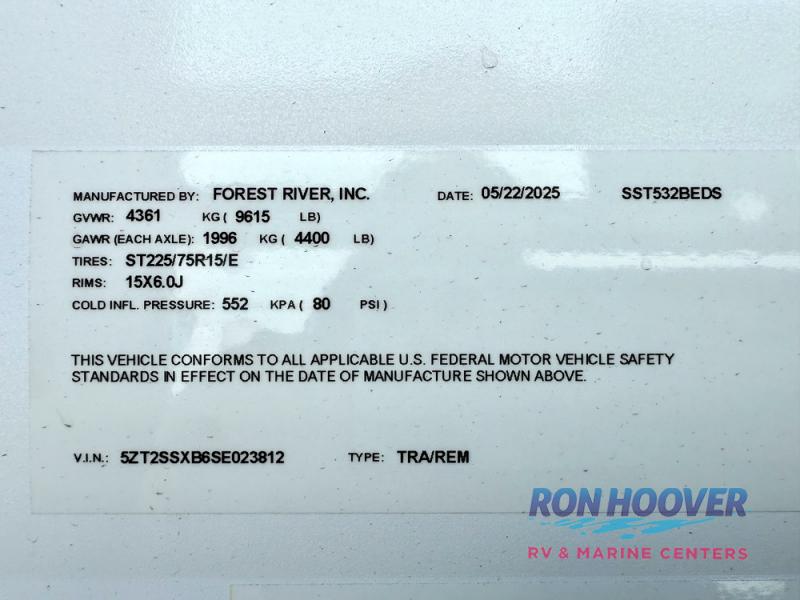 MANUFACTURED BY: FOREST RIVER, INC. DATE: 05/22/2025 SST532BEDS
GVWR: 4361 KG ( 9615 LB)
GAWR (EACH AXLE): 1996 KG ( 4400 LB)
TIRES: ST225/75R15/E
RIMS: 15X6.0J
COLD INFL. PRESSURE: 552 KPA ( 80 PSI )
THIS VEHICLE CONFORMS TO ALL APPLICABLE U.S. FEDERAL MOTOR VEHICLE SAFETY
STANDARDS IN EFFECT ON THE DATE OF MANUFACTURE SHOWN ABOVE.
V.I.N.: 5ZT2SSXB6SE023812 TYPE: TRA/REM
RON HOOVER
RV & MARINE CENTERS